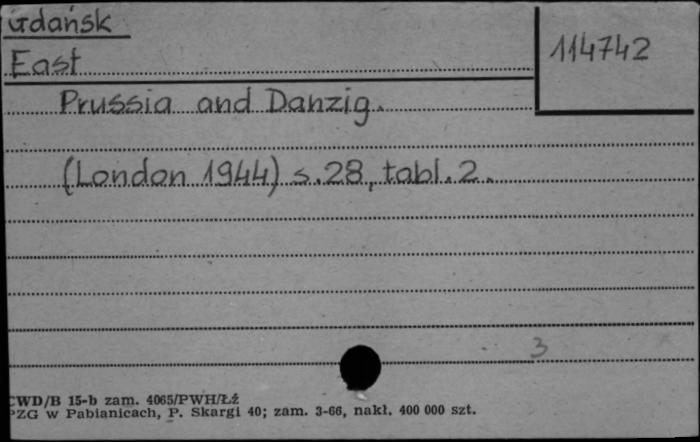 Gdańsk
114742
East
Prussia and Danzig.
(London 1944) s.28, tabl.2.
3
CWD/B 15-b zam. 4065/PWH/Łź
PZG w Pabianicach, P. Skargi 40; zam. 3-66, nakł. 400 000 szt.